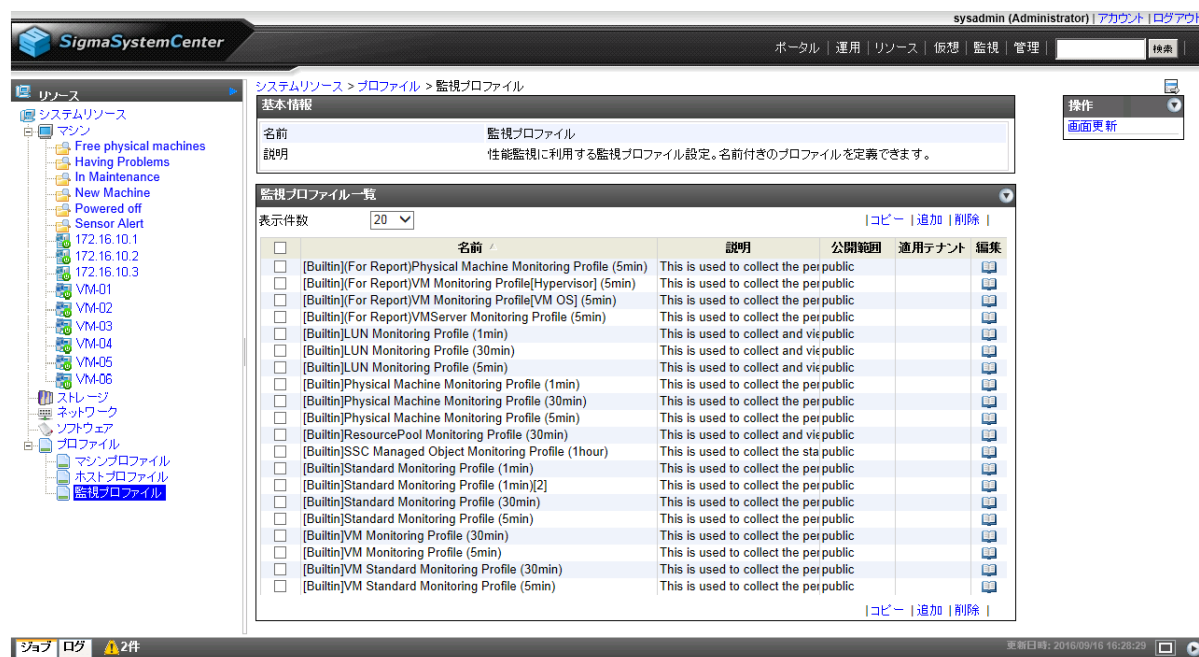 sysadmin (Administrator) | アカウント | ログアウト
SigmaSystemCenter
ポータル | 運用 | リソース | 仮想 | 監視 | 管理 |
検索
リソース
システムリソース
マシン
Free physical machines
Having Problems
In Maintenance
New Machine
Powered off
Sensor Alert
172.16.10.1
172.16.10.2
172.16.10.3
VM-01
VM-02
VM-03
VM-04
VM-05
VM-06
ストレージ
ネットワーク
ソフトウェア
プロファイル
マシンプロファイル
ホストプロファイル
監視プロファイル
システムリソース > プロファイル > 監視プロファイル
基本情報
名前 監視プロファイル
説明 性能監視に利用する監視プロファイル設定。名前付きのプロファイルを定義できます。
監視プロファイル一覧
表示件数 20 | コピー | 追加 | 削除 |
名前 説明 公開範囲 適用テナント 編集
[Builtin](For Report)Physical Machine Monitoring Profile (5min) This is used to collect the per public
[Builtin](For Report)VM Monitoring Profile[Hypervisor] (5min) This is used to collect the per public
[Builtin](For Report)VM Monitoring Profile[VM OS] (5min) This is used to collect the per public
[Builtin](For Report)VMServer Monitoring Profile (5min) This is used to collect the per public
[Builtin]LUN Monitoring Profile (1min) This is used to collect and vie public
[Builtin]LUN Monitoring Profile (30min) This is used to collect and vie public
[Builtin]LUN Monitoring Profile (5min) This is used to collect and vie public
[Builtin]Physical Machine Monitoring Profile (1min) This is used to collect the per public
[Builtin]Physical Machine Monitoring Profile (30min) This is used to collect the per public
[Builtin]Physical Machine Monitoring Profile (5min) This is used to collect the per public
[Builtin]ResourcePool Monitoring Profile (30min) This is used to collect and vie public
[Builtin]SSC Managed Object Monitoring Profile (1hour) This is used to collect the sta public
[Builtin]Standard Monitoring Profile (1min) This is used to collect the per public
[Builtin]Standard Monitoring Profile (1min)[2] This is used to collect the per public
[Builtin]Standard Monitoring Profile (30min) This is used to collect the per public
[Builtin]Standard Monitoring Profile (5min) This is used to collect the per public
[Builtin]VM Monitoring Profile (30min) This is used to collect the per public
[Builtin]VM Monitoring Profile (5min) This is used to collect the per public
[Builtin]VM Standard Monitoring Profile (30min) This is used to collect the per public
[Builtin]VM Standard Monitoring Profile (5min) This is used to collect the per public
| コピー | 追加 | 削除 |
操作
画面更新
ジョブ ログ 2件 更新日時: 2016/09/16 16:28:29